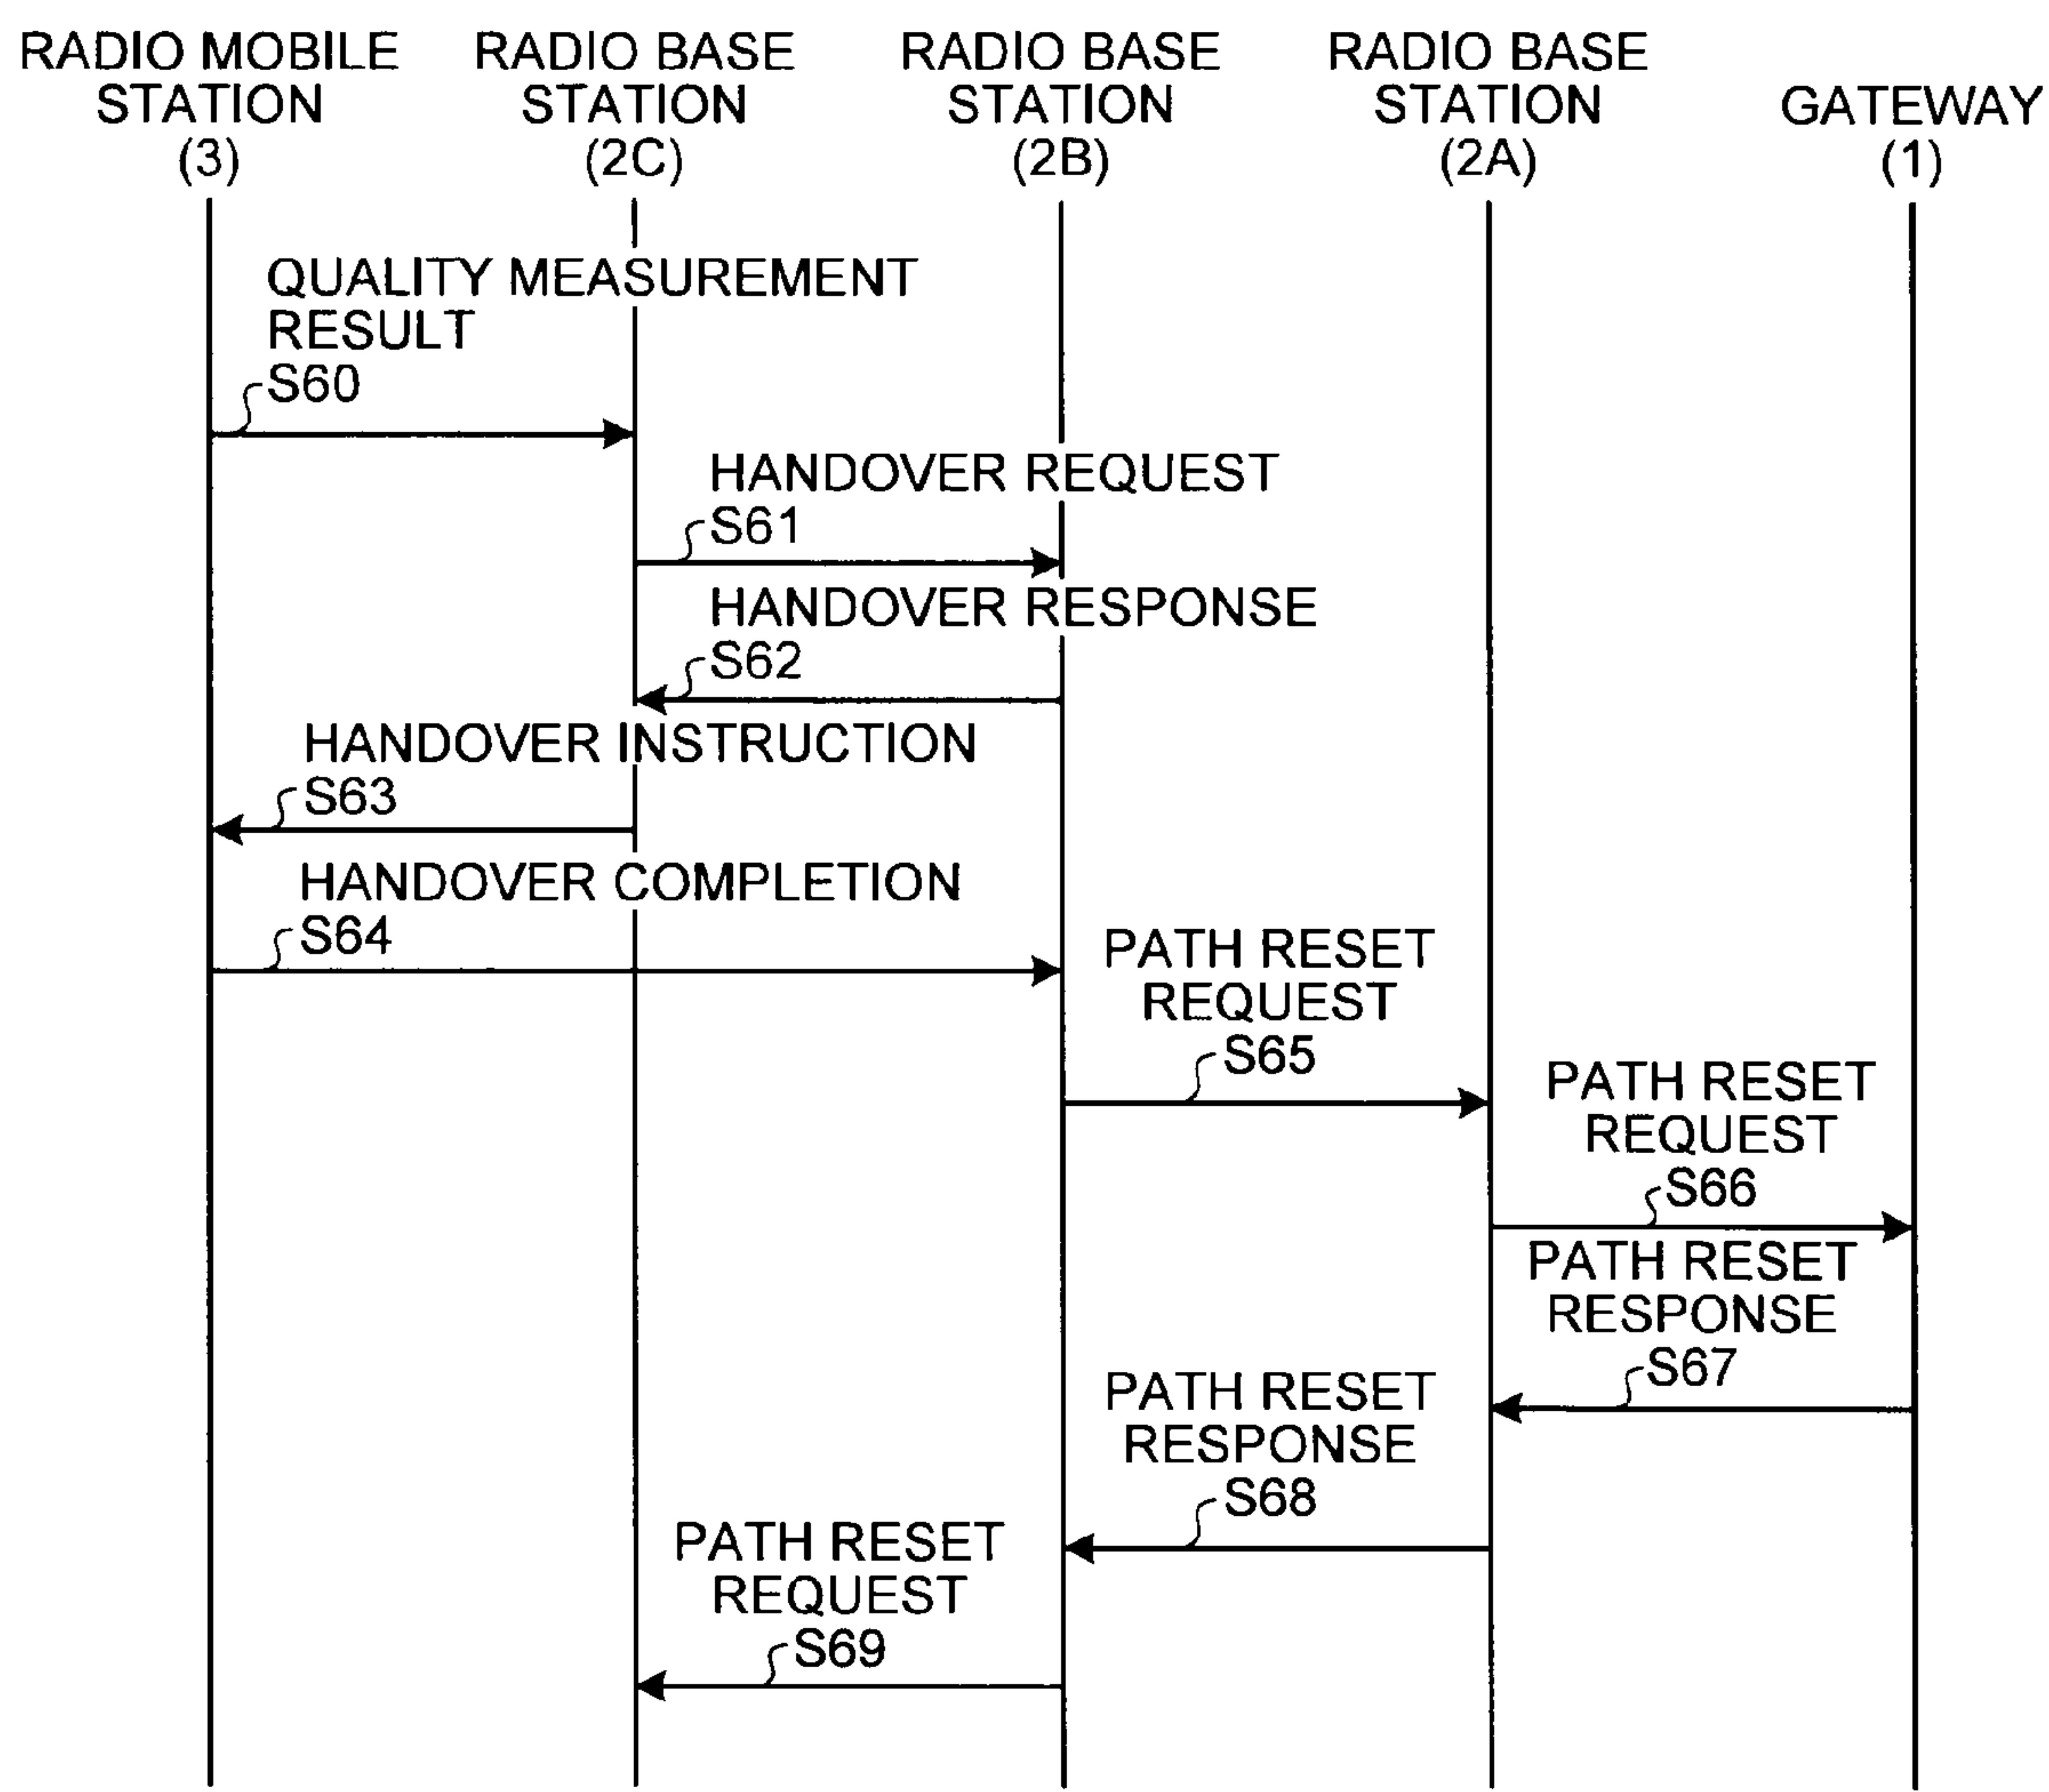 RADIO MOBILE
STATION
(3)
RADIO BASE
STATION
(2C)
RADIO BASE
STATION
(2B)
RADIO BASE
STATION
(2A)
GATEWAY
(1)
QUALITY MEASUREMENT
RESULT
S60
HANDOVER REQUEST
S61
HANDOVER RESPONSE
S62
HANDOVER INSTRUCTION
S63
HANDOVER COMPLETION
S64
PATH RESET
REQUEST
S65
PATH RESET
REQUEST
S66
PATH RESET
RESPONSE
S67
PATH RESET
RESPONSE
S68
PATH RESET
REQUEST
S69